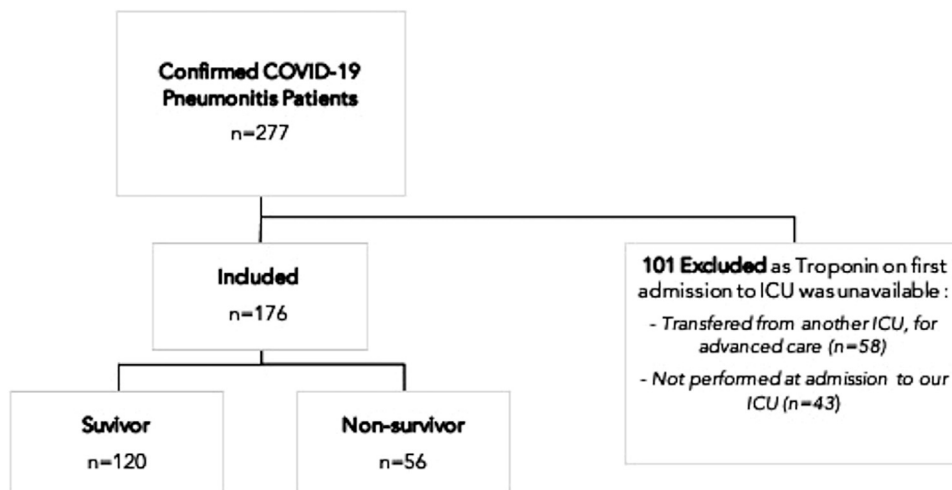 Confirmed COVID-19
Pneumonitis Patients
n=277
Included
n=176
101 Excluded as Troponin on first
admission to ICU was unavailable :
- Transfered from another ICU, for
advanced care (n=58)
- Not performed at admission to our
ICU (n=43)
Suvivor
n=120
Non-survivor
n=56